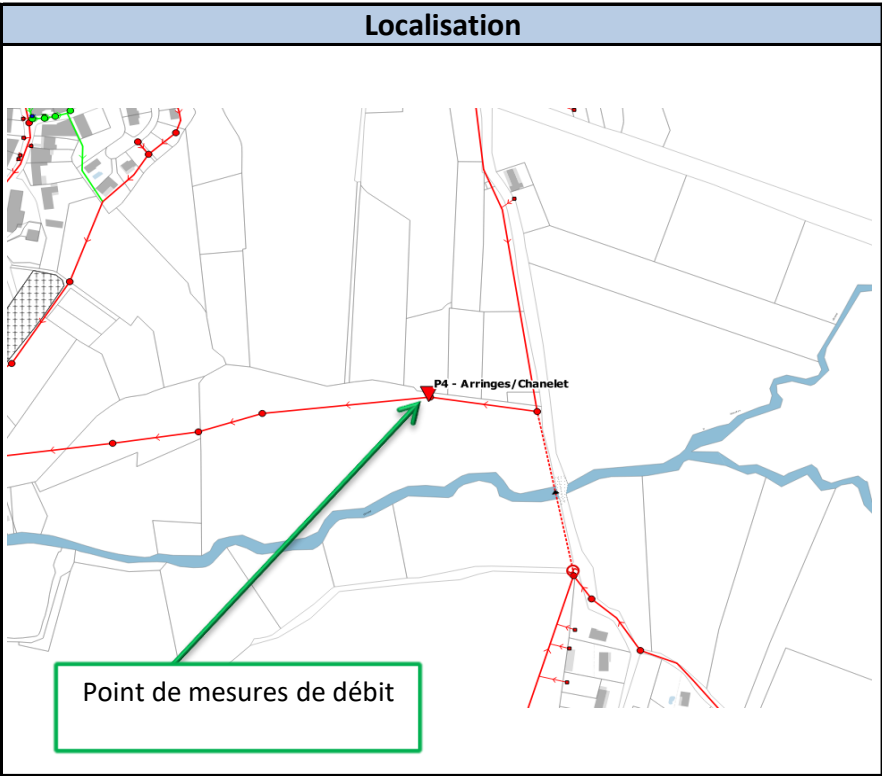 Localisation
P4 - Arringes/Chanelet
Point de mesures de débit